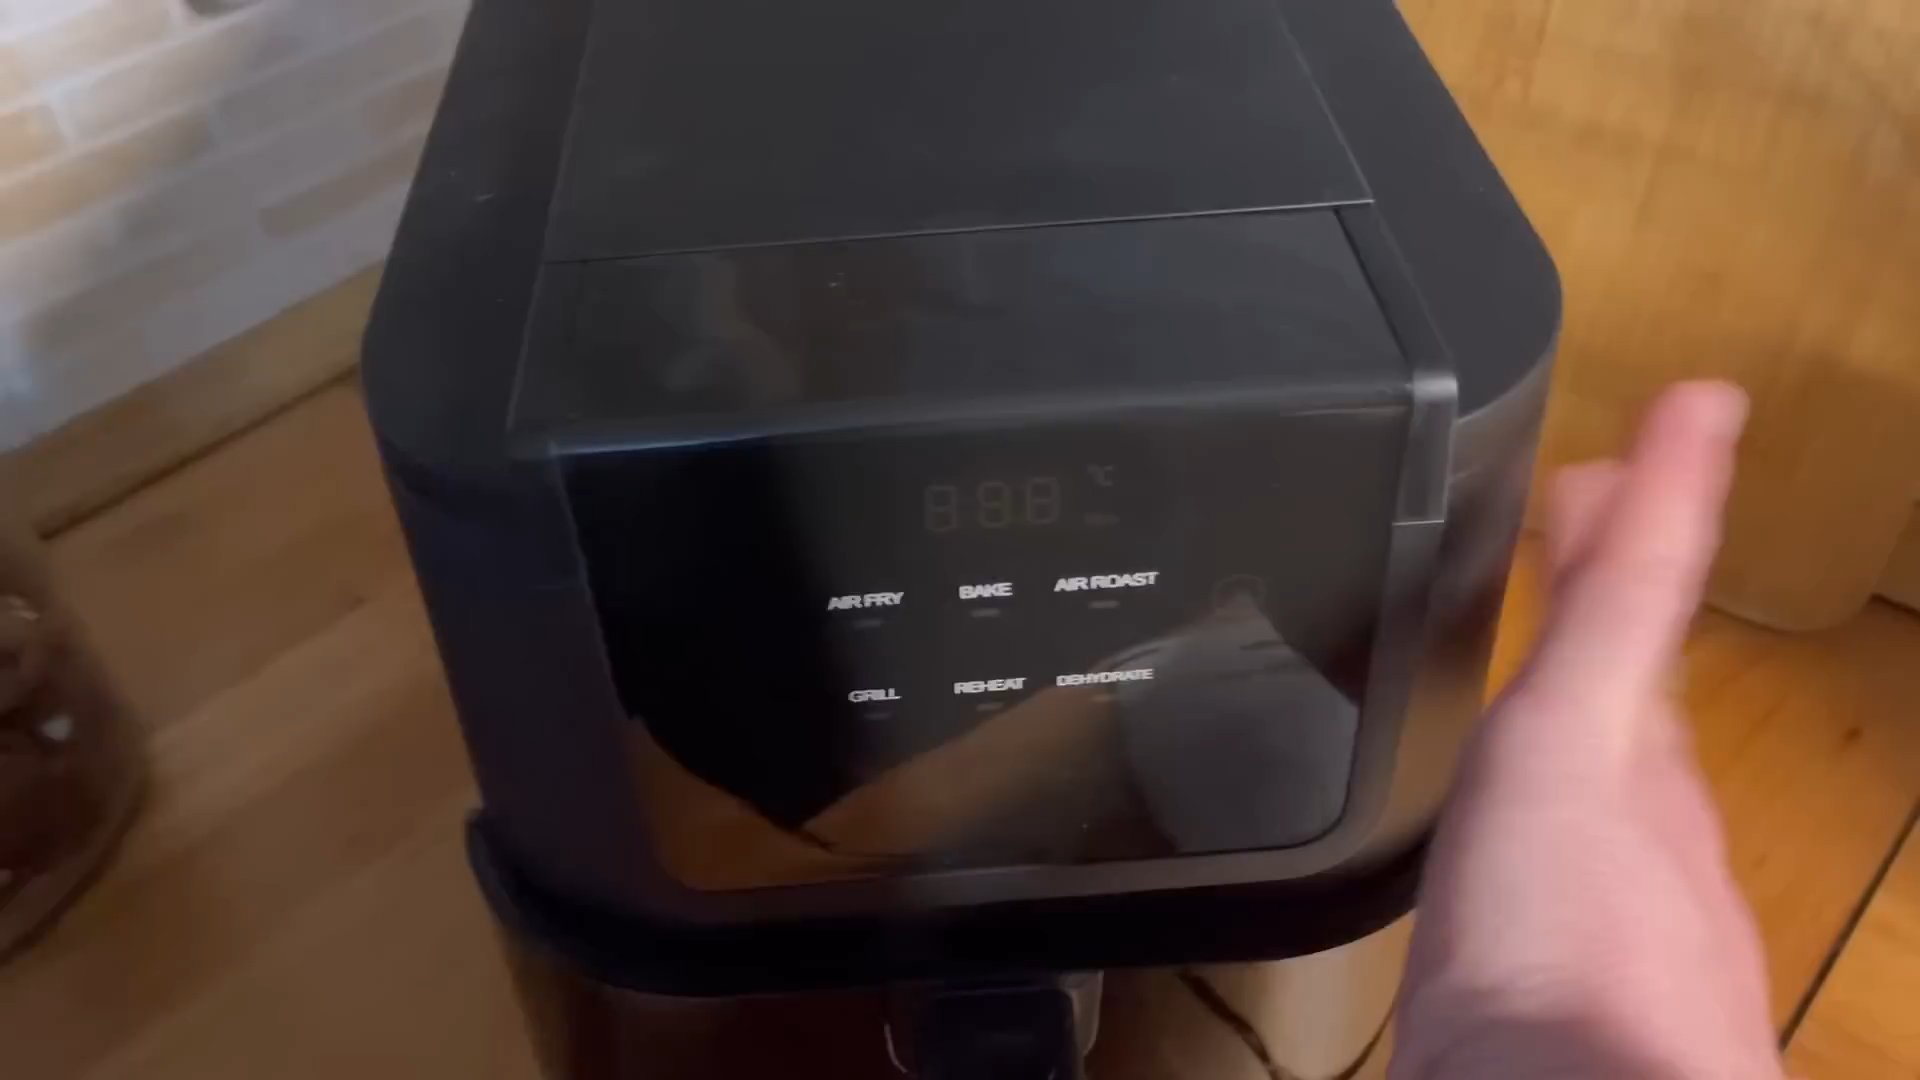 888 °C
AIR FRY BAKE AIR ROAST
GRILL REHEAT DEHYDRATE